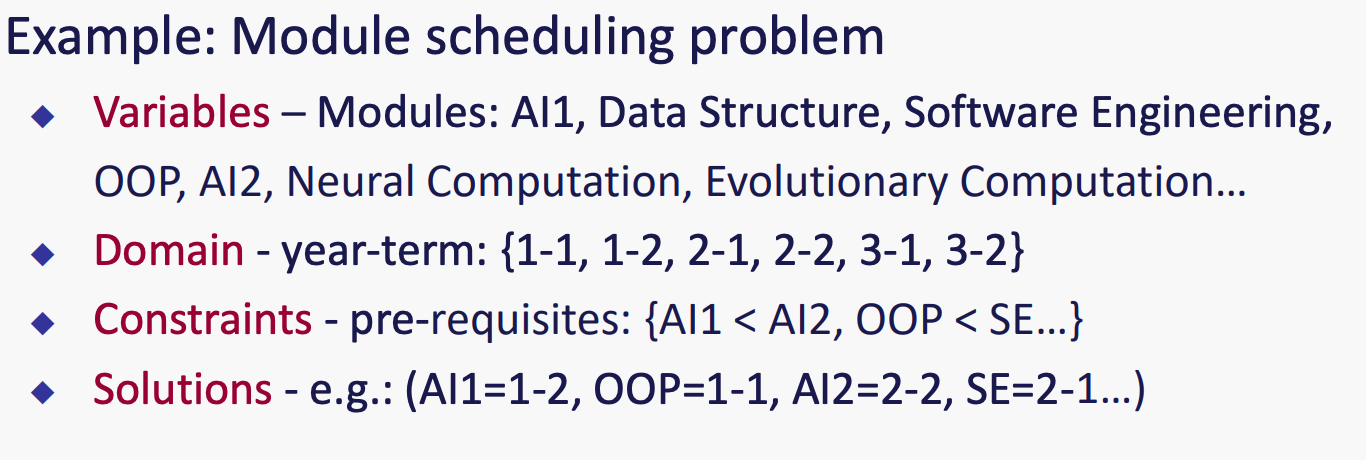 Example: Module scheduling problem
◆ Variables – Modules: AI1, Data Structure, Software Engineering,
OOP, AI2, Neural Computation, Evolutionary Computation…
◆ Domain - year-term: {1-1, 1-2, 2-1, 2-2, 3-1, 3-2}
◆ Constraints - pre-requisites: {AI1 < AI2, OOP < SE…}
◆ Solutions - e.g.: (AI1=1-2, OOP=1-1, AI2=2-2, SE=2-1…)